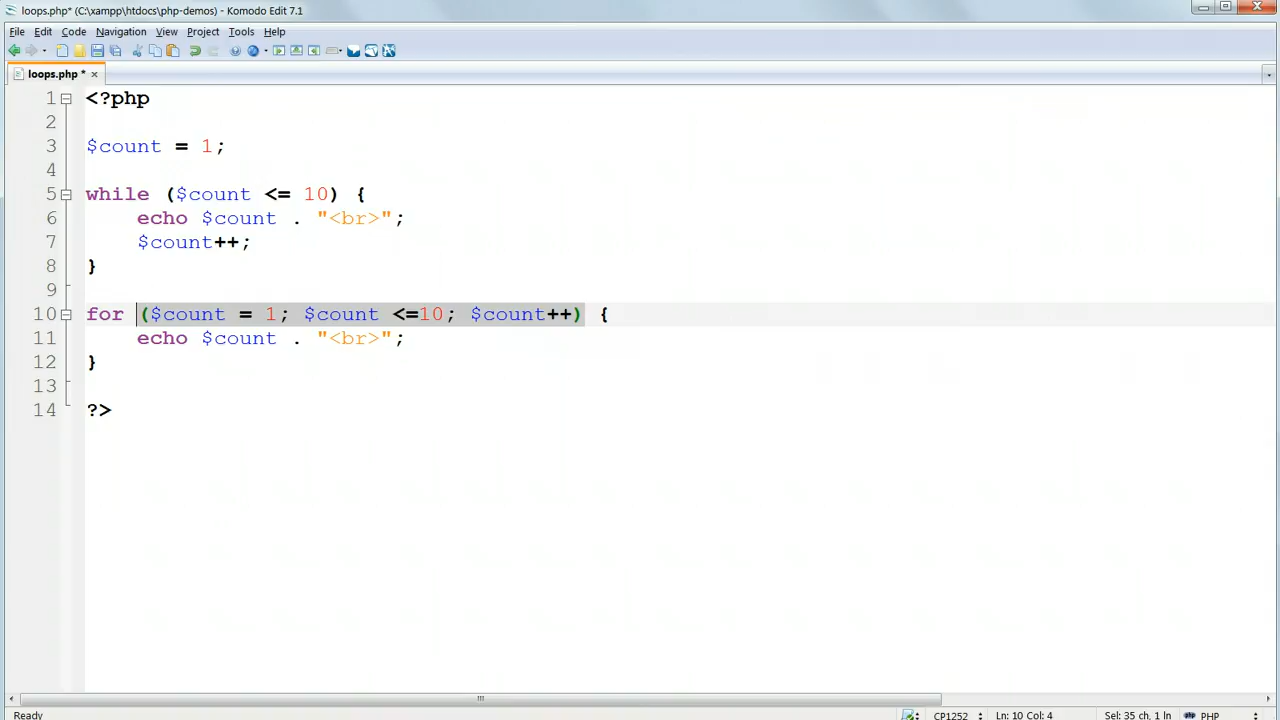 loops.php* (C:\xampp\htdocs\php-demos) - Komodo Edit 7.1
File Edit Code Navigation View Project Tools Help
loops.php *
1 <?php
2
3 $count = 1;
4
5 while ($count <= 10) {
6 echo $count . "<br>";
7 $count++;
8 }
9
10 for ($count = 1; $count <=10; $count++) {
11 echo $count . "<br>";
12 }
13
14 ?>
Ready CP1252 Ln: 10 Col: 4 Sel: 35 ch, 1 ln PHP